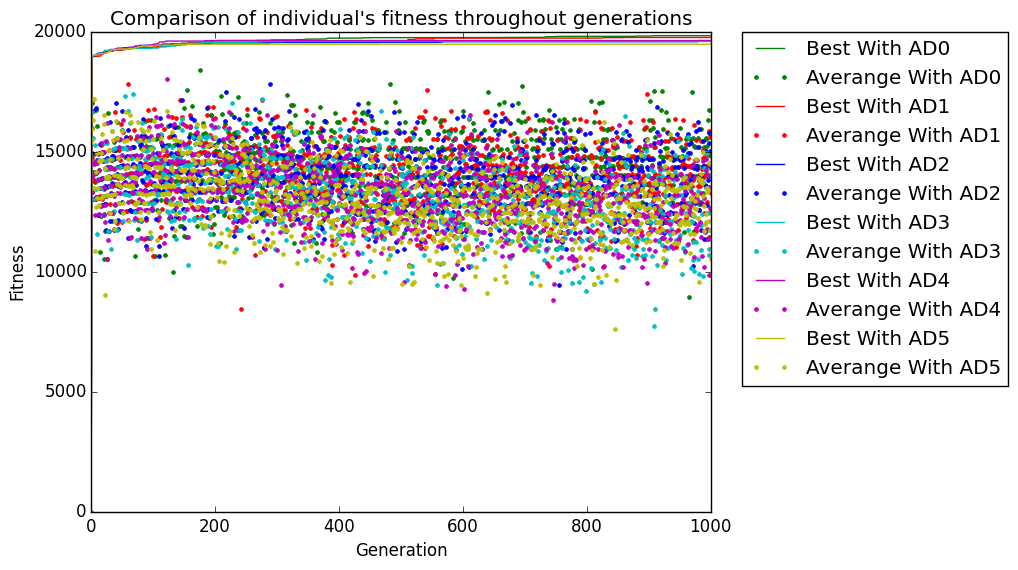 Comparison of individual's fitness throughout generations
20000
15000
10000
5000
0
Fitness
0 200 400 600 800 1000
Generation
Best With AD0
Averange With AD0
Best With AD1
Averange With AD1
Best With AD2
Averange With AD2
Best With AD3
Averange With AD3
Best With AD4
Averange With AD4
Best With AD5
Averange With AD5